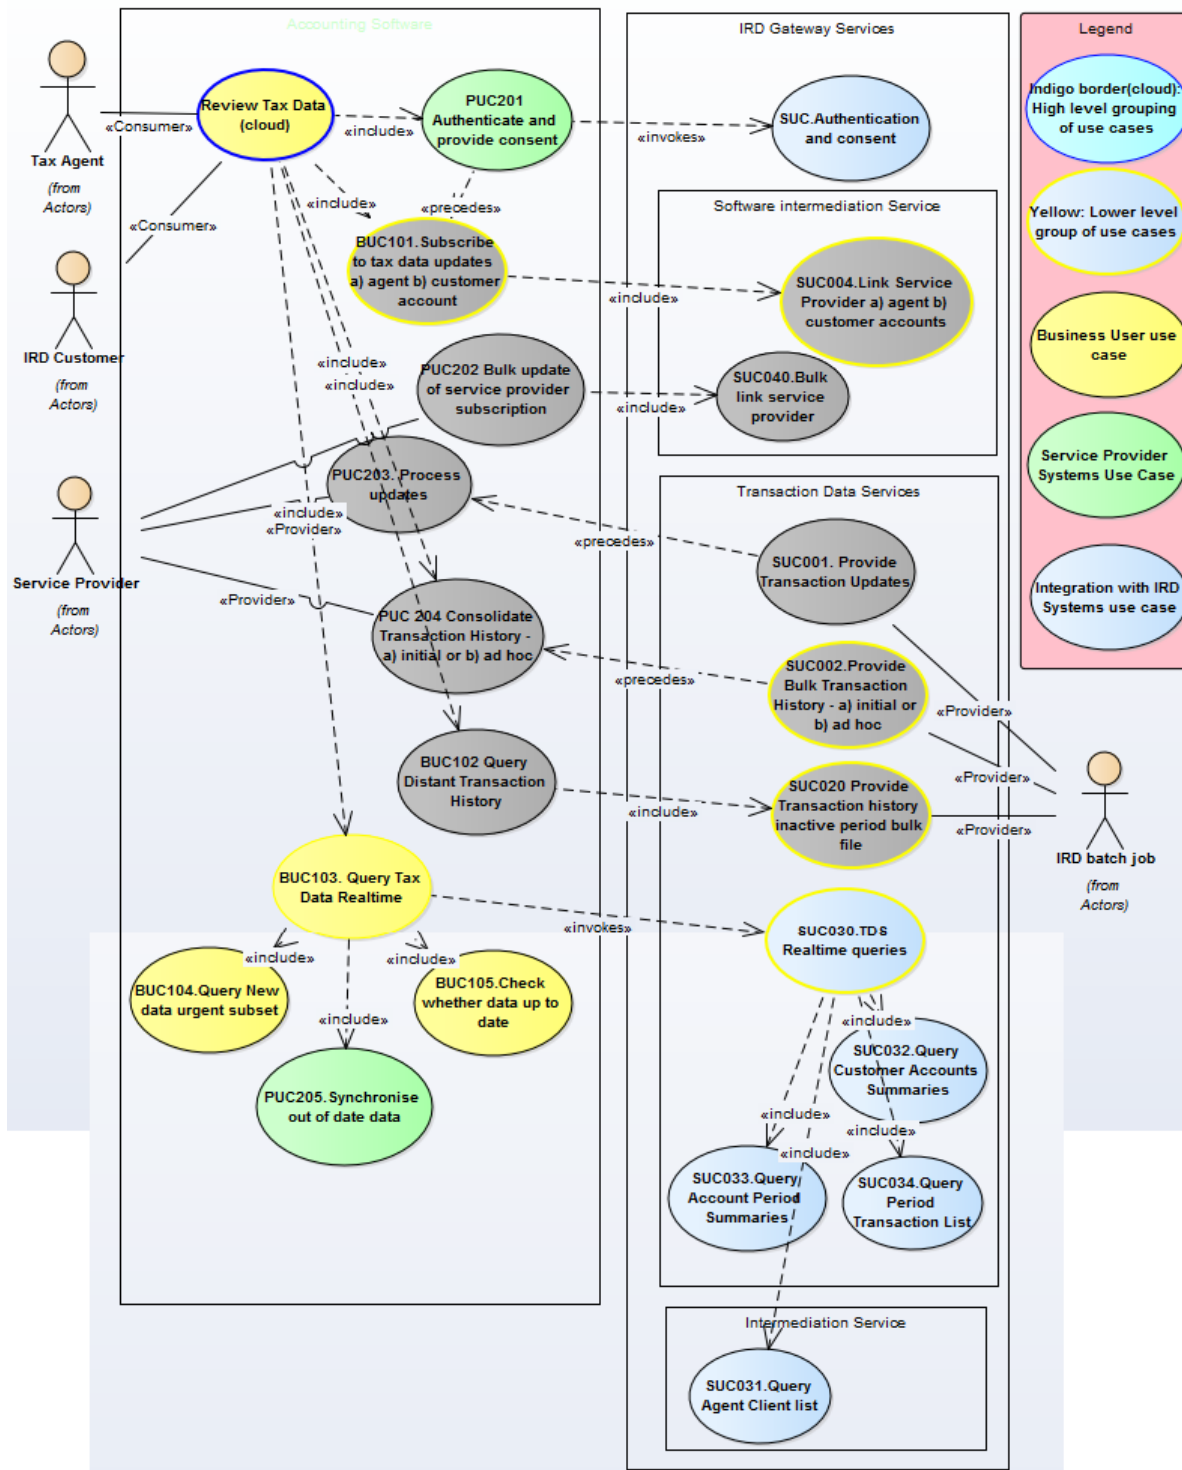 Accounting Software
IRD Gateway Services
Legend
Tax Agent
(from
Actors)
«Consumer»
Review Tax Data
(cloud)
«include»
PUC201
Authenticate and
provide consent
«invokes»
SUC.Authentication
and consent
Indigo border(cloud):
High level grouping
of use cases
«Consumer»
«include»
«precedes»
Software intermediation Service
Yellow: Lower level
group of use cases
IRD Customer
(from
Actors)
BUC101.Subscribe
to tax data updates
a) agent b) customer
account
«include»
SUC004.Link Service
Provider a) agent b)
customer accounts
Business User use
case
«include»
«include»
PUC202 Bulk update
of service provider
subscription
«include»
SUC040.Bulk
link service
provider
Service Provider
(from
Actors)
PUC203. Process
updates
«include»
«Provider»
«precedes»
Transaction Data Services
SUC001. Provide
Transaction Updates
Service Provider
Systems Use Case
Integration with IRD
Systems use case
«Provider»
PUC 204 Consolidate
Transaction History -
a) initial or b) ad hoc
«precedes»
SUC002.Provide
Bulk Transaction
History - a) initial or
b) ad hoc
«Provider»
«Provider»
BUC102 Query
Distant Transaction
History
«include»
SUC020 Provide
Transaction history
inactive period bulk
file
«Provider»
IRD batch job
(from
Actors)
BUC103. Query Tax
Data Realtime
«invokes»
SUC030.TDS
Realtime queries
«include»
«include»
BUC104.Query New
data urgent subset
«include»
BUC105.Check
whether data up to
date
«include»
SUC032.Query
Customer Accounts
Summaries
PUC205.Synchronise
out of date data
«include»
«include»
«include»
SUC033.Query
Account Period
Summaries
SUC034.Query
Period
Transaction List
Intermediation Service
SUC031.Query
Agent Client list